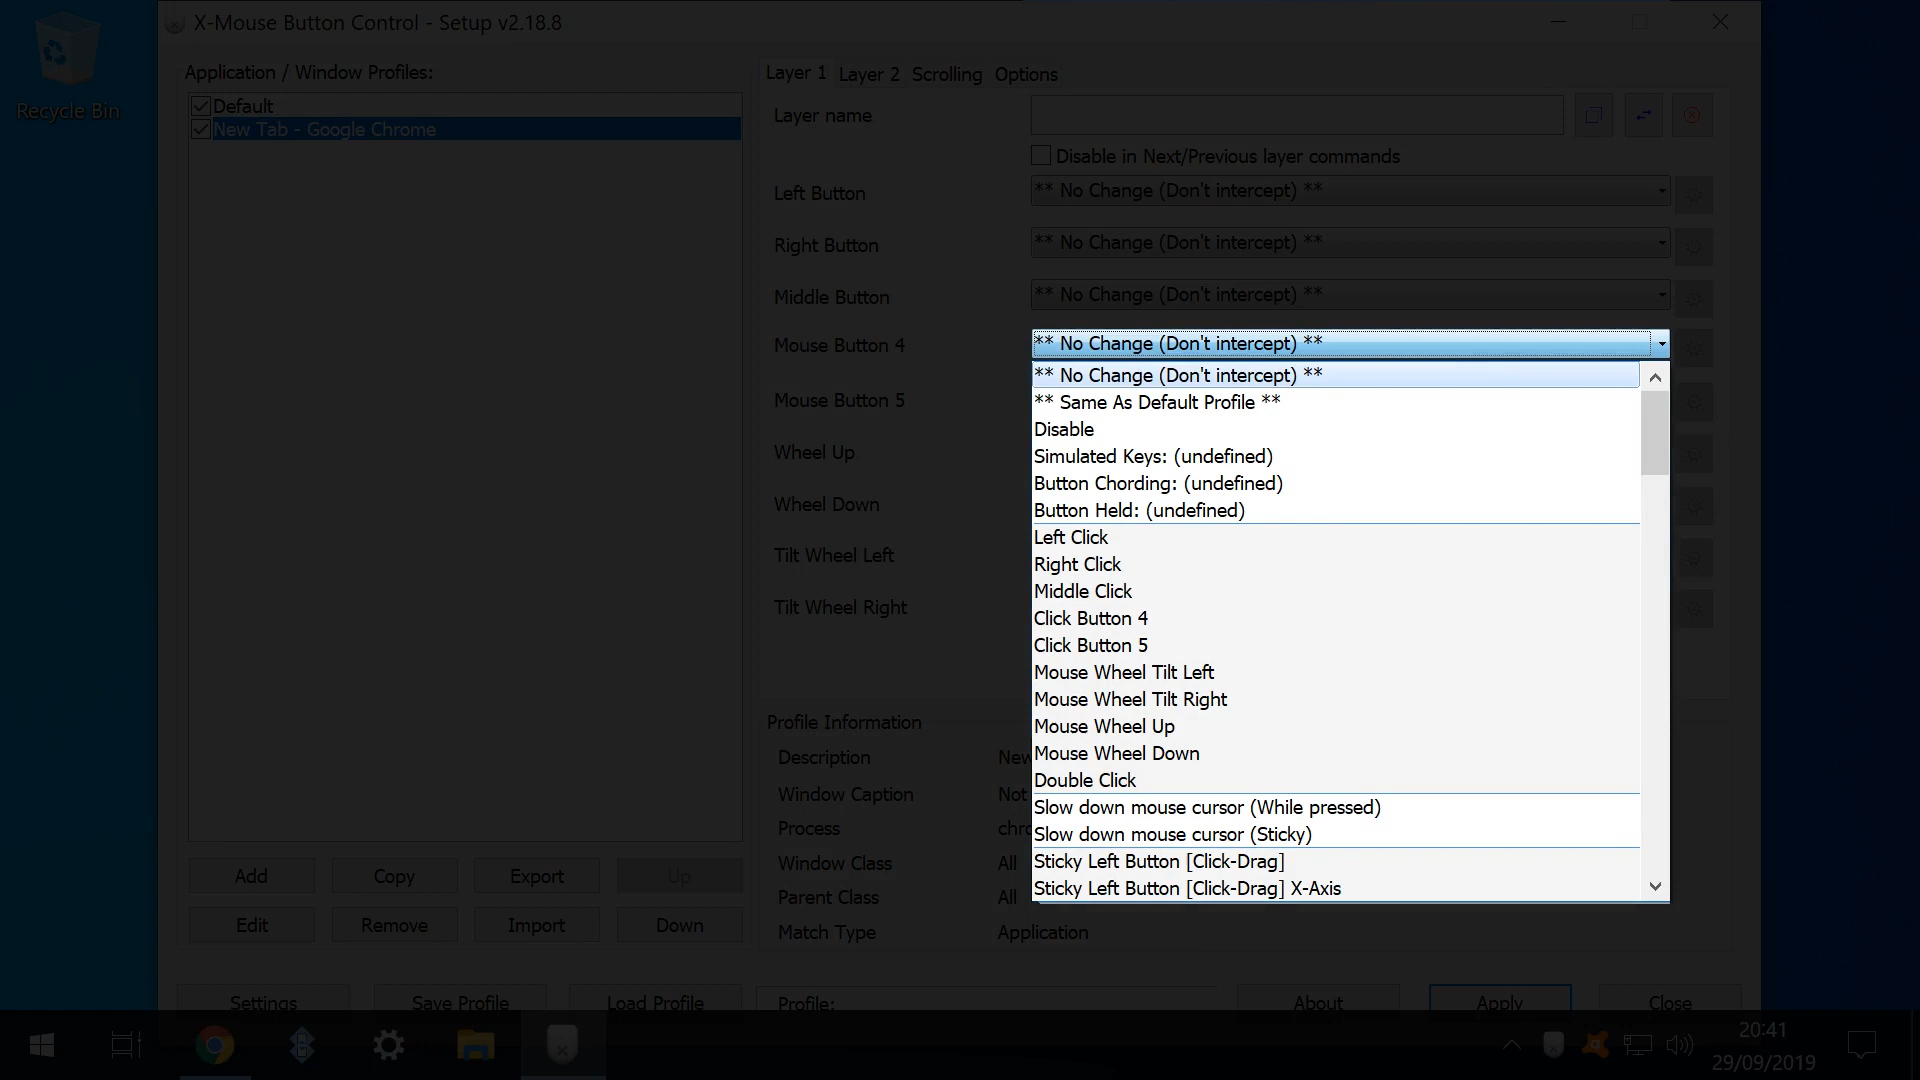 X-Mouse Button Control - Setup v2.18.8
Recycle Bin
Application / Window Profiles:
Default
New Tab - Google Chrome
Layer 1 Layer 2 Scrolling Options
Layer name
Disable in Next/Previous layer commands
Left Button ** No Change (Don't intercept) **
Right Button ** No Change (Don't intercept) **
Middle Button ** No Change (Don't intercept) **
Mouse Button 4 ** No Change (Don't intercept) **
Mouse Button 5
Wheel Up
Wheel Down
Tilt Wheel Left
Tilt Wheel Right
** No Change (Don't intercept) **
** Same As Default Profile **
Disable
Simulated Keys: (undefined)
Button Chording: (undefined)
Button Held: (undefined)
Left Click
Right Click
Middle Click
Click Button 4
Click Button 5
Mouse Wheel Tilt Left
Mouse Wheel Tilt Right
Mouse Wheel Up
Mouse Wheel Down
Double Click
Slow down mouse cursor (While pressed)
Slow down mouse cursor (Sticky)
Sticky Left Button [Click-Drag]
Sticky Left Button [Click-Drag] X-Axis
Profile Information
Description New
Window Caption Not
Process chro
Window Class All
Parent Class All
Match Type Application
Add Copy Export Up
Edit Remove Import Down
Settings Save Profile Load Profile Profile: About Apply Close
20:41
29/09/2019